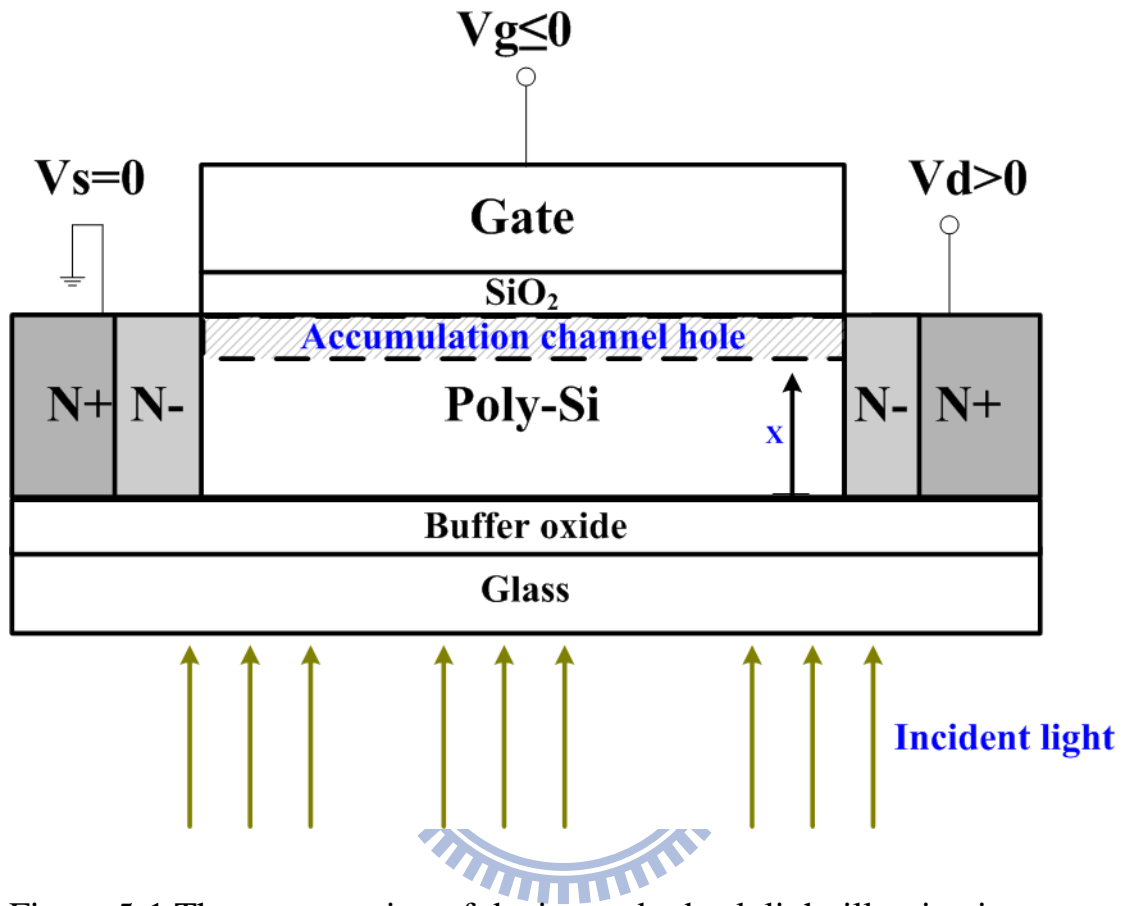 Vg≤0
Vs=0
Vd>0
Gate
SiO₂
Accumulation channel hole
N+ N- Poly-Si x N- N+
Buffer oxide
Glass
Incident light